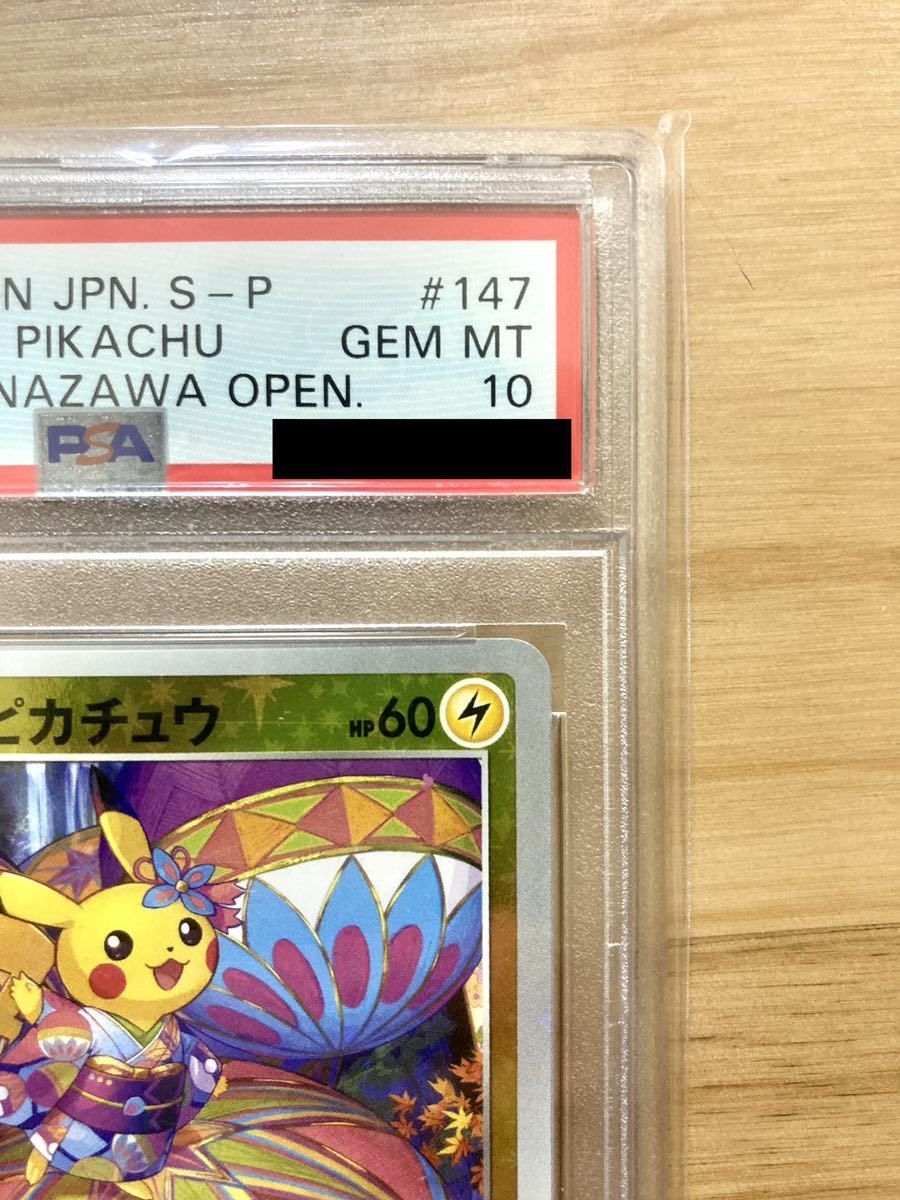 N JPN. S-P #147
PIKACHU GEM MT
NAZAWA OPEN. 10
PSA
ピカチュウ HP60